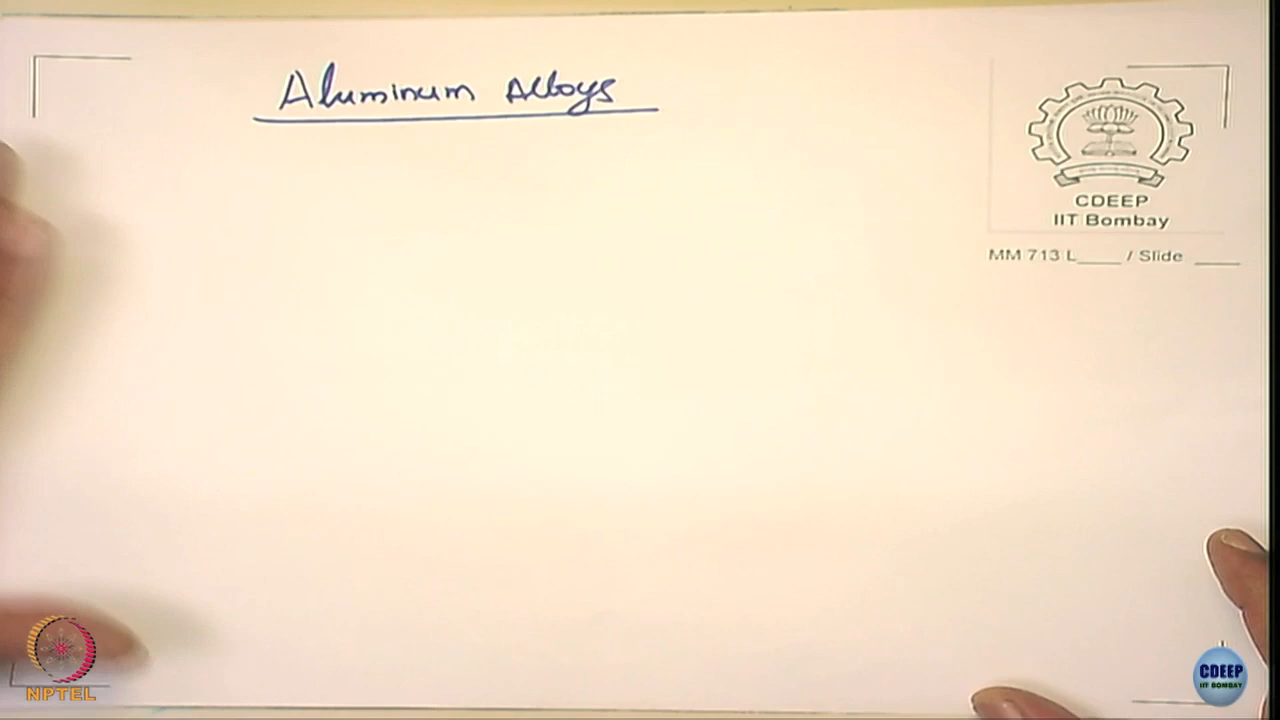 Aluminum Alloys
CDEEP
IIT Bombay
MM 713 L____ / Slide ____
NPTEL
CDEEP
IIT BOMBAY